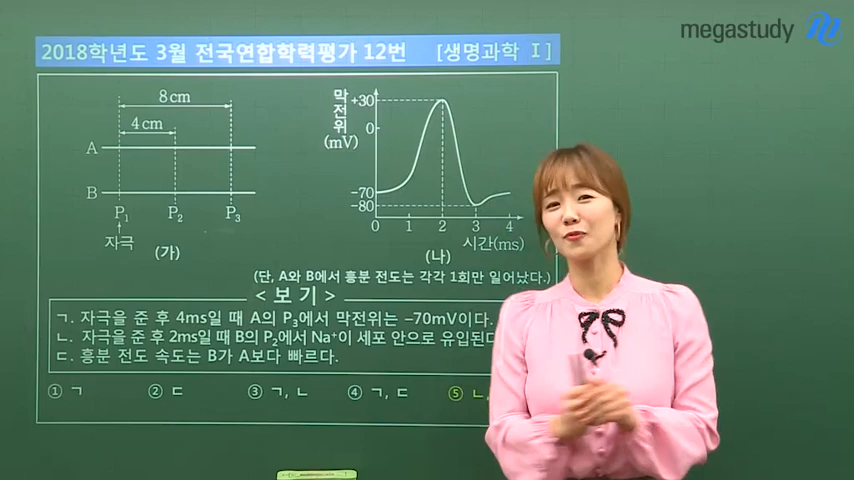 megastudy
2018학년도 3월 전국연합학력평가 12번 [생명과학 Ⅰ]
8cm
4cm
A
B
P1 P2 P3
자극
(가)
막전위
(mV)
+30
0
-70
-80
0 1 2 3 4 시간(ms)
(나)
(단, A와 B에서 흥분 전도는 각각 1회만 일어났다.)
< 보 기 >
ㄱ. 자극을 준 후 4ms일 때 A의 P3에서 막전위는 -70mV이다.
ㄴ. 자극을 준 후 2ms일 때 B의 P2에서 Na+이 세포 안으로 유입된다
ㄷ. 흥분 전도 속도는 B가 A보다 빠르다.
① ㄱ ② ㄷ ③ ㄱ, ㄴ ④ ㄱ, ㄷ ⑤ ㄴ,